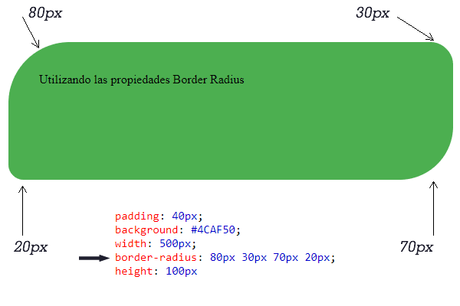 80px 30px
Utilizando las propiedades Border Radius
20px 70px
padding: 40px;
background: #4CAF50;
width: 500px;
border-radius: 80px 30px 70px 20px;
height: 100px